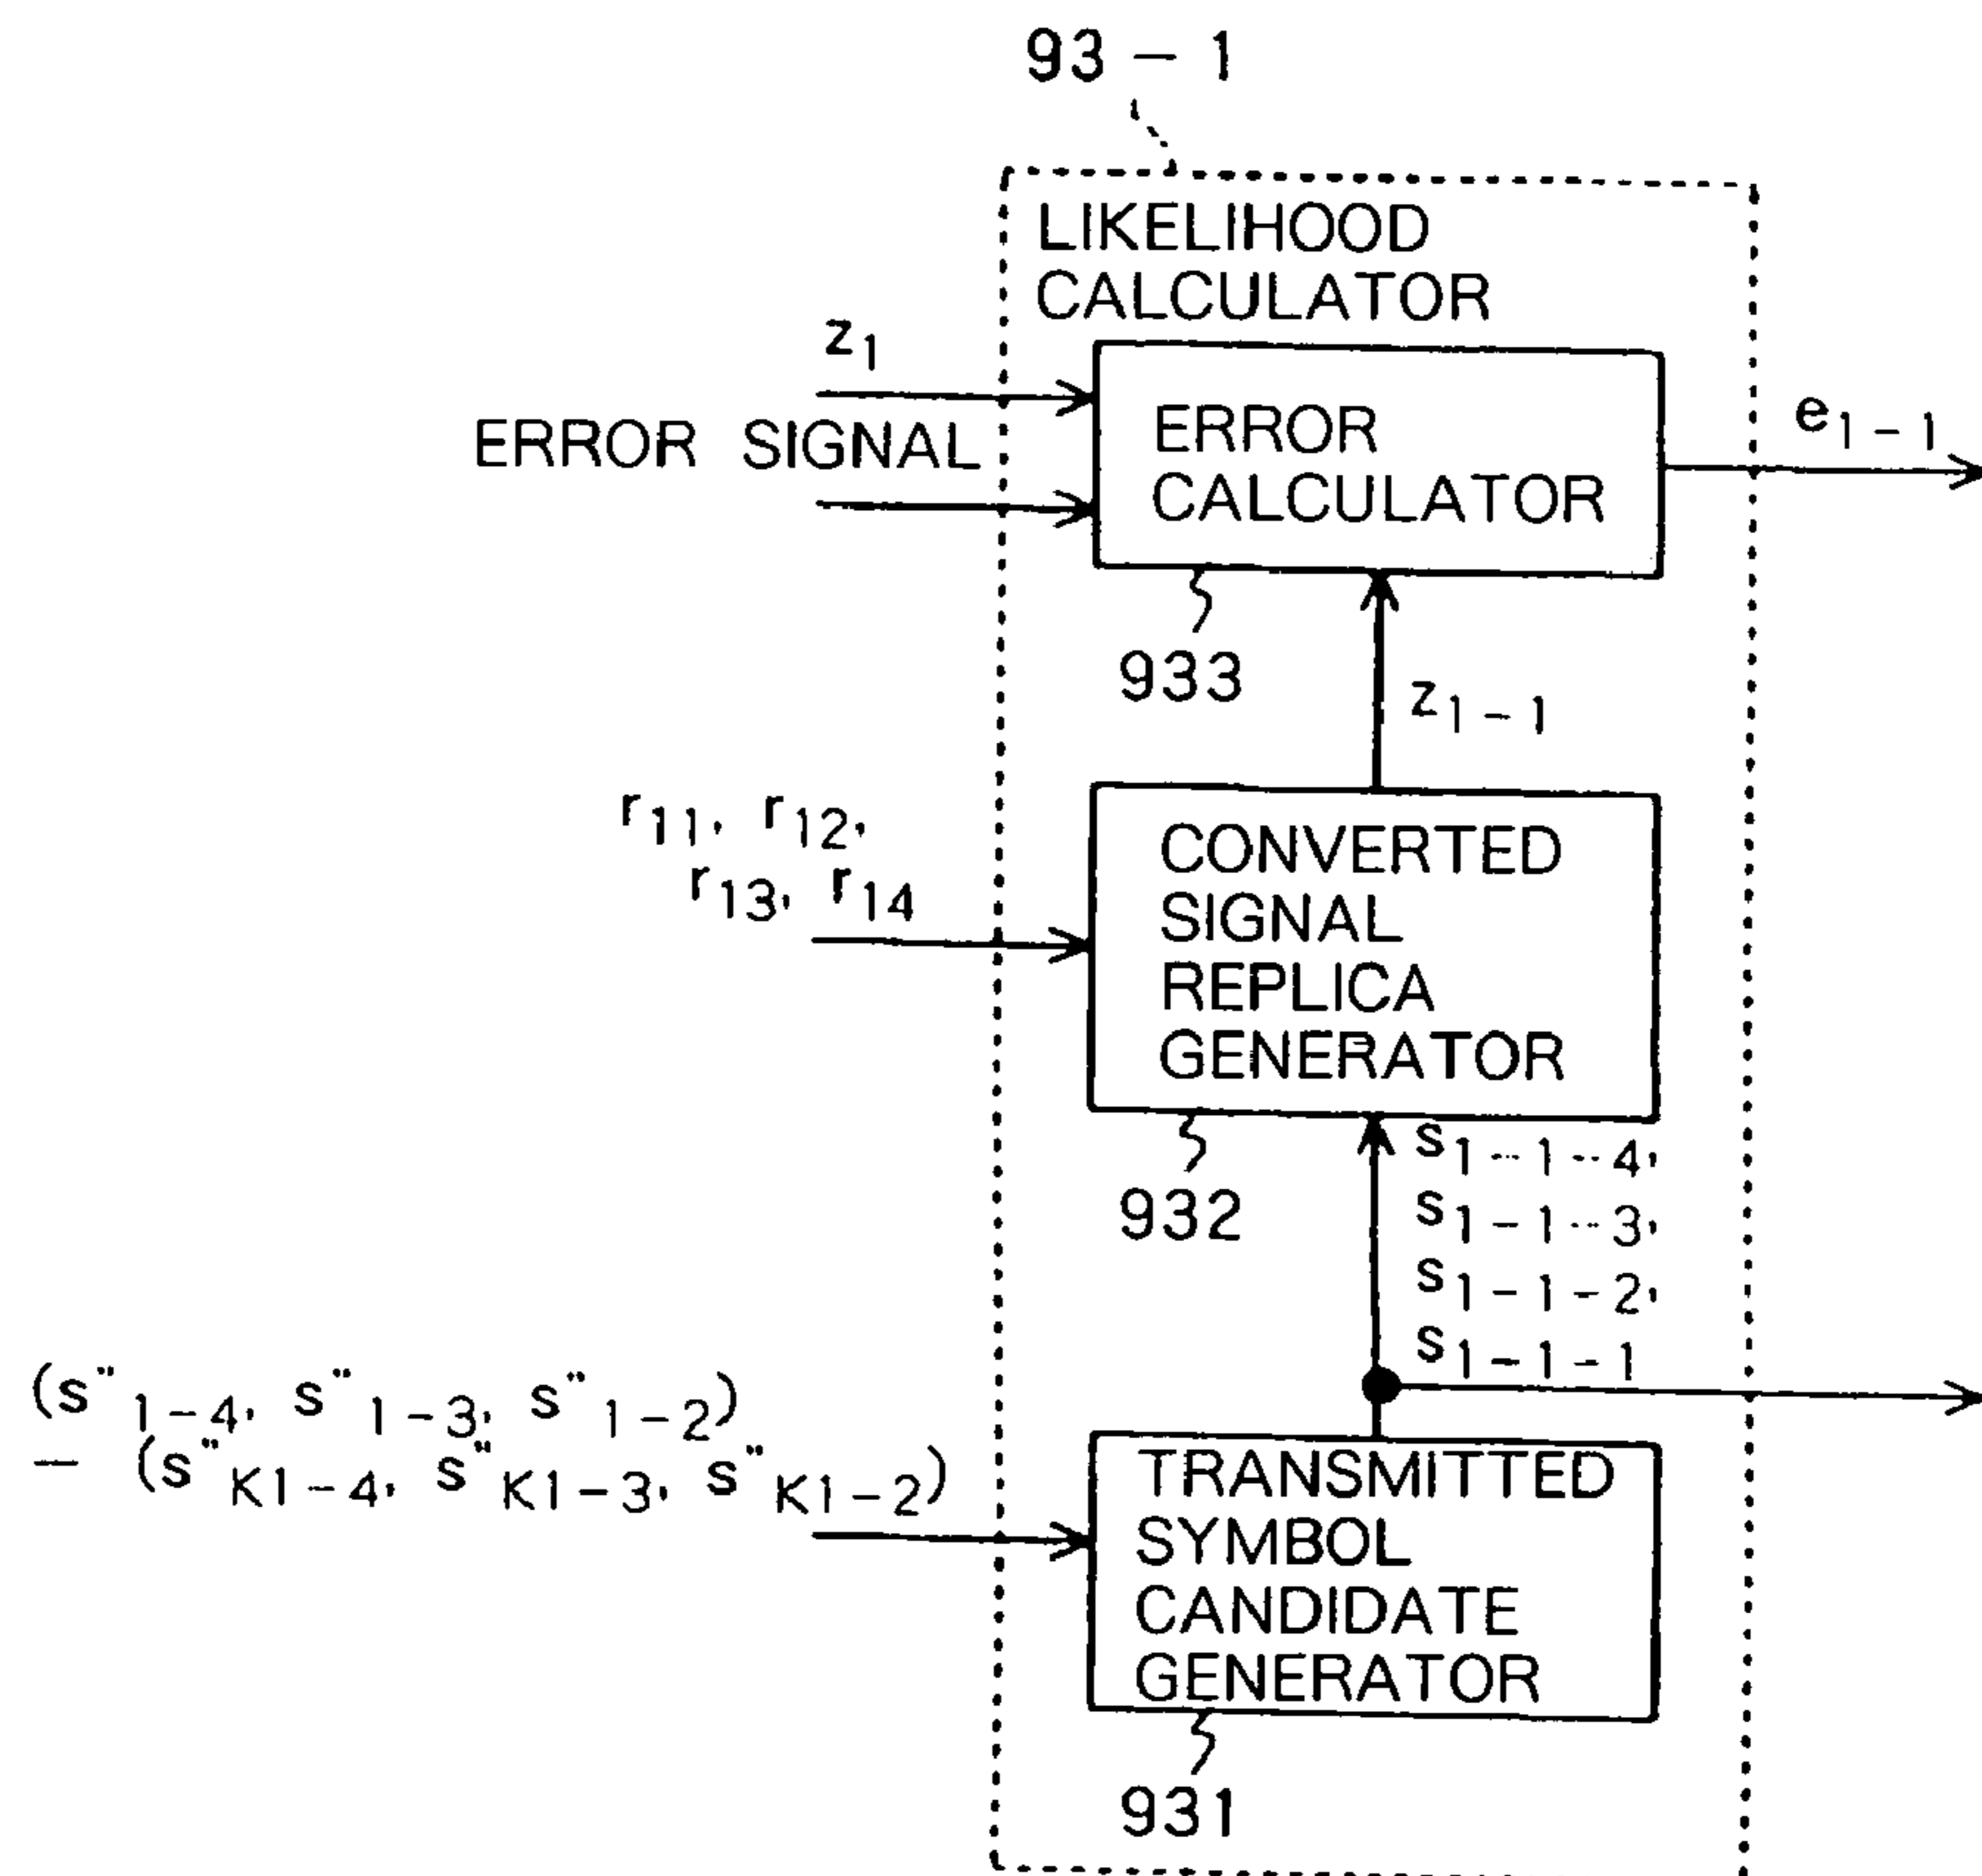 93 - 1
LIKELIHOOD
CALCULATOR
z1
ERROR SIGNAL
ERROR
CALCULATOR
e1-1
933
z1-1
r11, r12,
r13, r14
CONVERTED
SIGNAL
REPLICA
GENERATOR
932
s1-1-4,
s1-1-3,
s1-1-2,
s1-1-1
(s"1-4, s"1-3, s"1-2)
- (s"K1-4, s"K1-3, s"K1-2)
TRANSMITTED
SYMBOL
CANDIDATE
GENERATOR
931